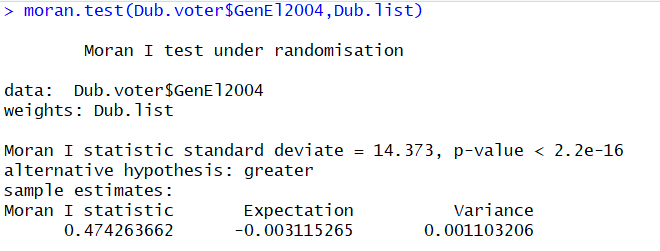 > moran.test(Dub.voter$GenEl2004,Dub.list)
Moran I test under randomisation
data:  Dub.voter$GenEl2004
weights: Dub.list
Moran I statistic standard deviate = 14.373, p-value < 2.2e-16
alternative hypothesis: greater
sample estimates:
Moran I statistic       Expectation          Variance
0.474263662      -0.003115265       0.001103206